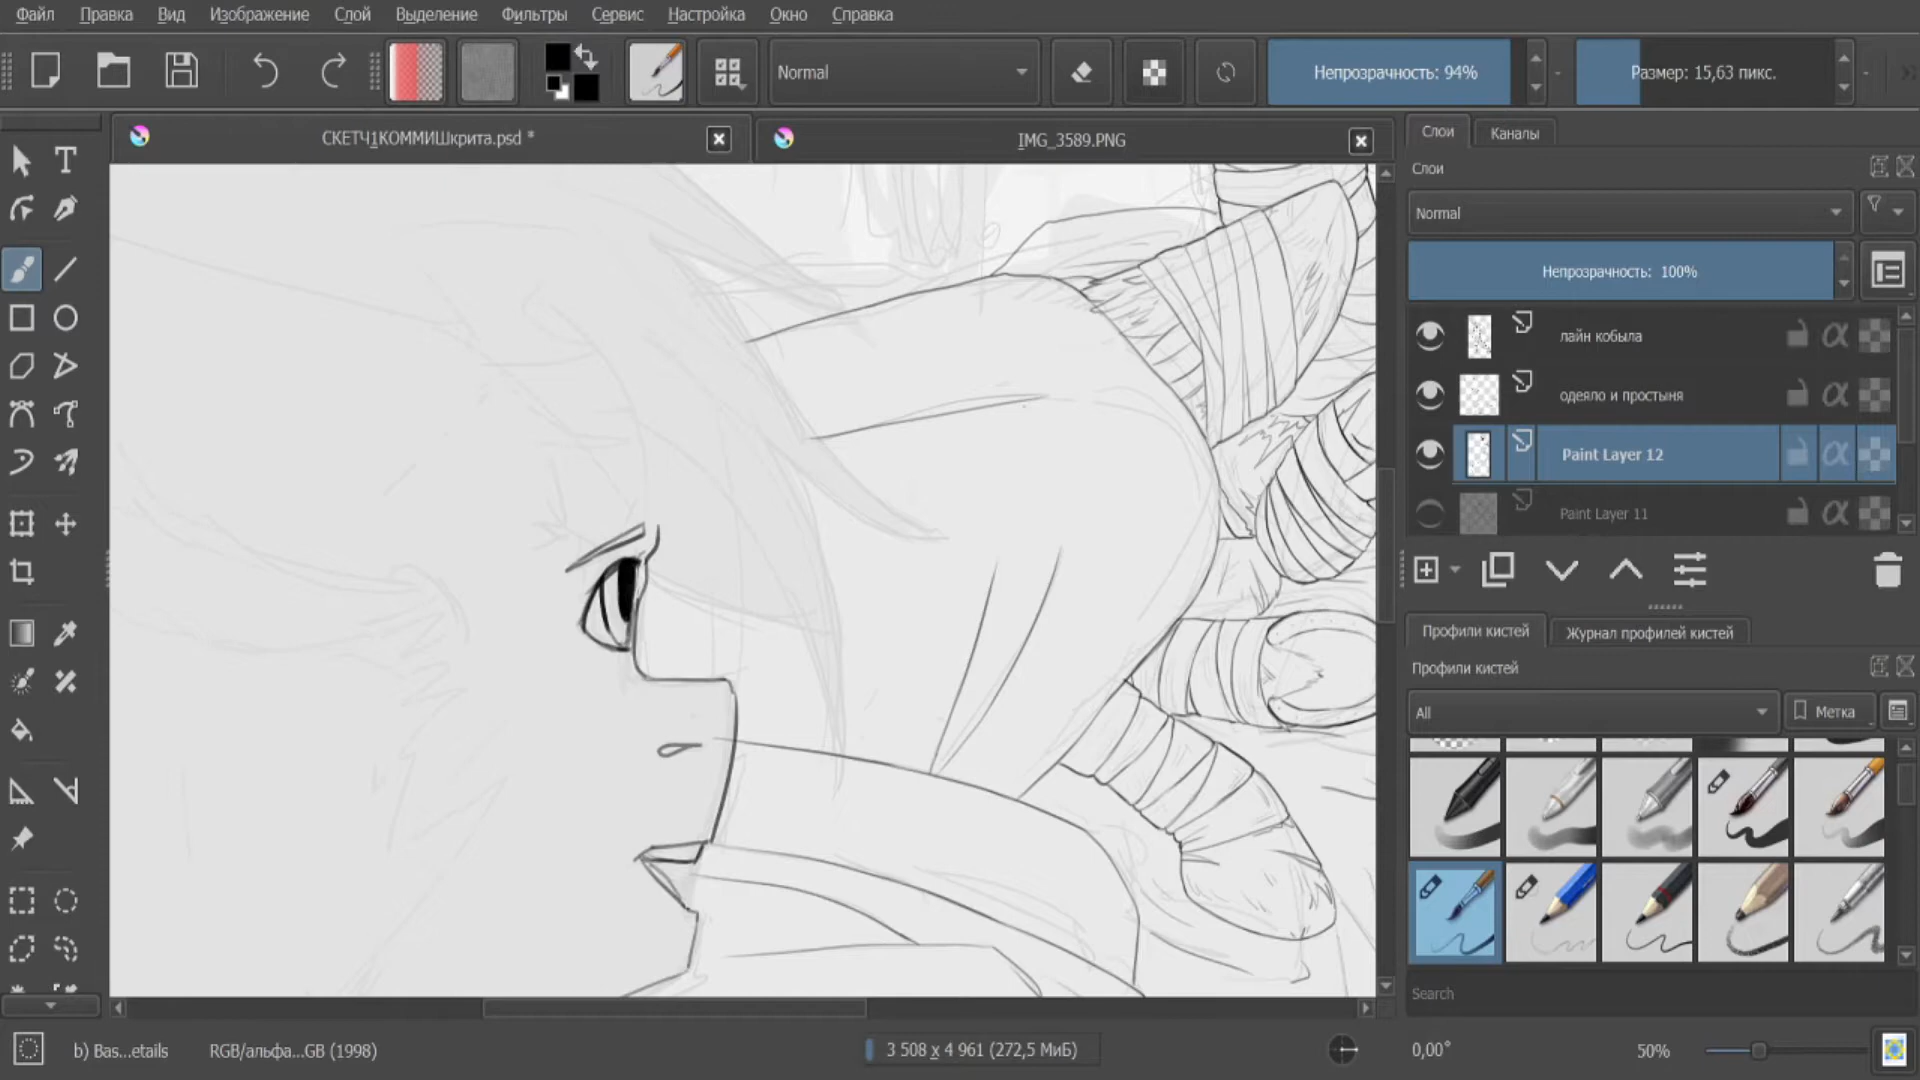 Файл Правка Вид Изображение Слой Выделение Фильтры Сервис Настройка Окно Справка
Normal Непрозрачность: 94% Размер: 15,63 пикс.
СКЕТЧ1КОММИШкрита.psd * IMG_3589.PNG
Слои Каналы
Слои
Normal
Непрозрачность: 100%
лайн кобыла
одеяло и простыня
Paint Layer 12
Paint Layer 11
Профили кистей Журнал профилей кистей
Профили кистей
All Метка
Search
b) Bas...etails RGB/альфа...GB (1998) 3 508 x 4 961 (272,5 МиБ) 0,00° 50%